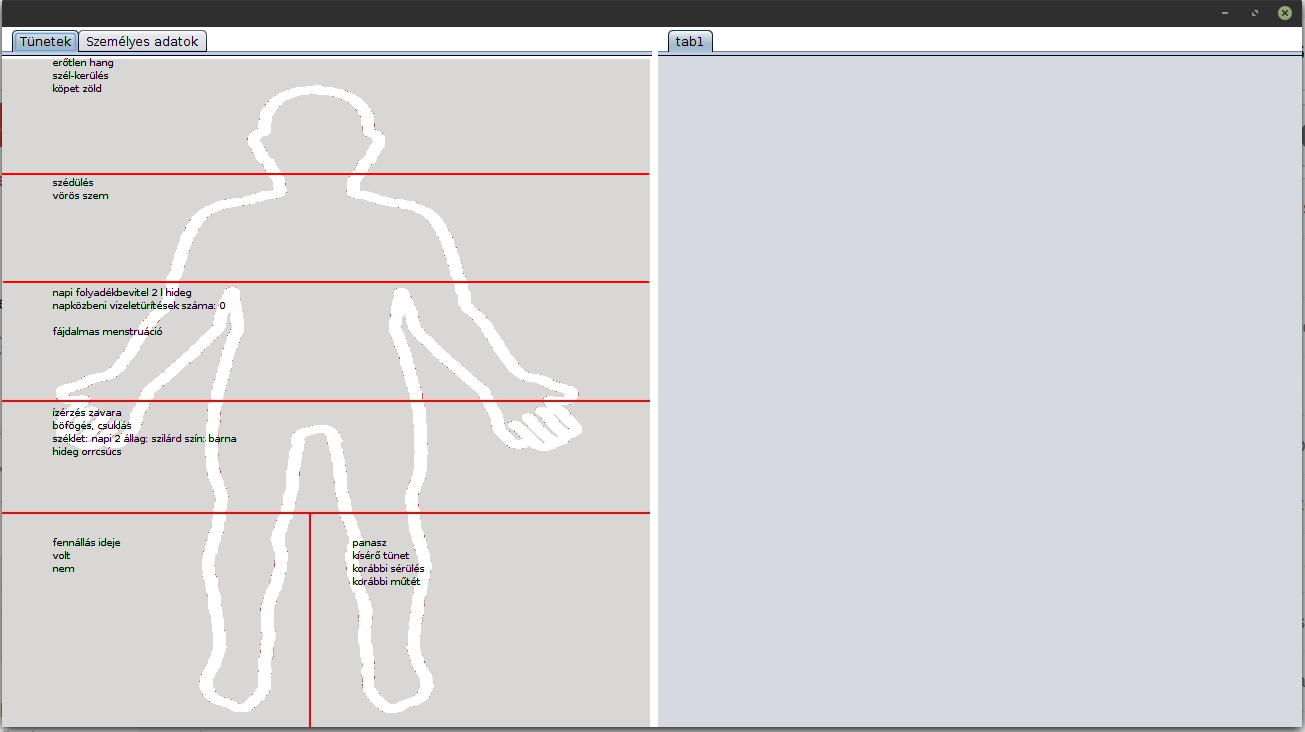 Tünetek
Személyes adatok
tab1
erőtlen hang
szél-kerülés
köpet zöld
szédülés
vörös szem
napi folyadékbevitel 2 l hideg
napközbeni vizeletürítések száma: 0
fájdalmas menstruáció
ízérzés zavara
böfögés, csuklás
széklet: napi 2 állag: szilárd szín: barna
hideg orrcsúcs
fennállás ideje
volt
nem
panasz
kísérő tünet
korábbi sérülés
korábbi műtét